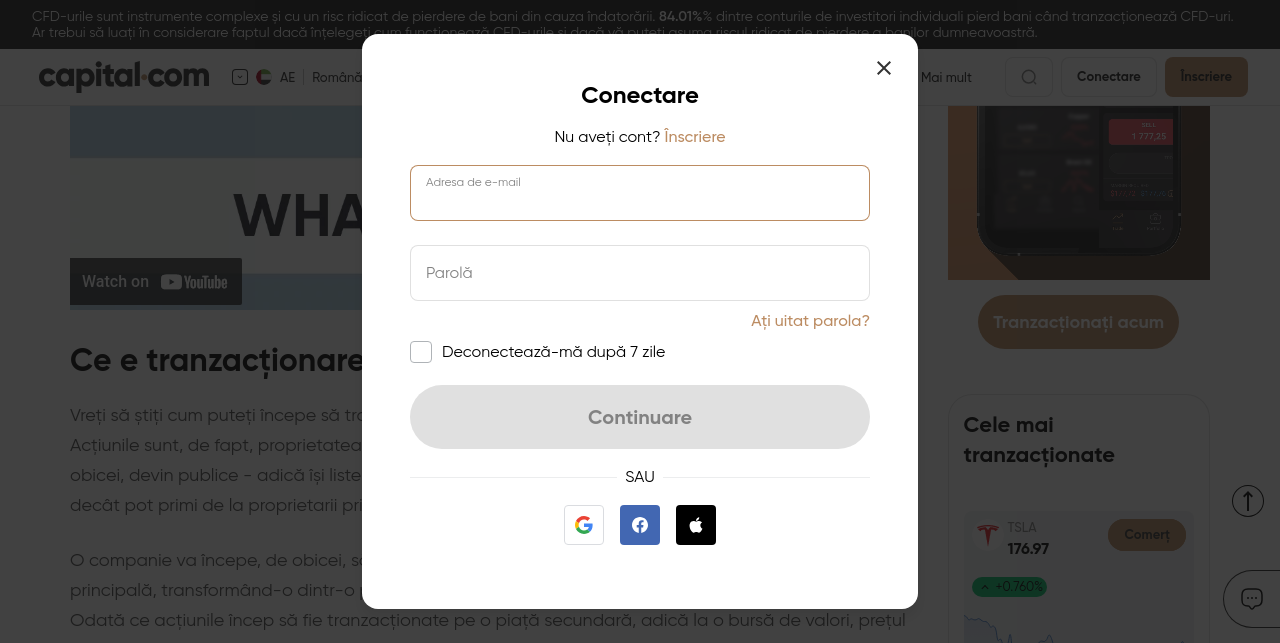 CFD-urile sunt instrumente complexe și cu un risc ridicat de pierdere de bani din cauza îndatorării. 84.01%% dintre conturile de investitori individuali pierd bani când tranzacționează CFD-uri.
Ar trebui să luați în considerare faptul dacă înțelegeți cum funcționează CFD-urile și dacă vă puteți asuma riscul ridicat de pierdere a banilor dumneavoastră.
capital.com
AE
Română
Mai mult
Conectare
Înscriere
Conectare
Nu aveți cont? Înscriere
Adresa de e-mail
Parolă
Ați uitat parola?
Deconectează-mă după 7 zile
Continuare
SAU
WHA
Watch on YouTube
Ce e tranzacționare
Vreți să știți cum puteți începe să
Acțiunile sunt, de fapt, proprietatea
obicei, devin publice - adică își
decât pot primi de la proprietarii
O companie va începe, de obicei,
principală, transformând-o dintr-o
Odată ce acțiunile încep să fie tranzacționate pe o piață secundară, adică la o bursă de valori, prețul
SELL
1 777,25
Tranzacționați acum
Cele mai
tranzacționate
TSLA
176.97
Comerț
+0.760%